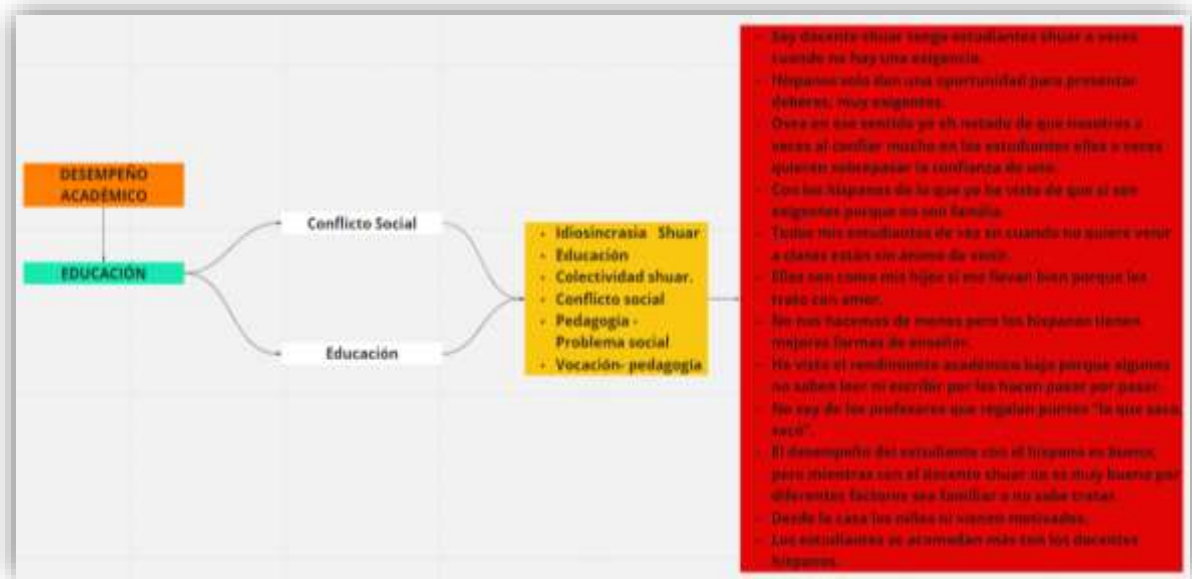 DESEMPEÑO
ACADÉMICO
EDUCACIÓN
Conflicto Social
Educación
• Idiosincrasia Shuar
• Educación
• Colectividad shuar.
• Conflicto social
• Pedagogía -
Problema social
• Vocación- pedagogía
- Soy docente shuar tengo estudiantes shuar a veces
cuando no hay una exigencia.
- Hispanos solo dan una oportunidad para presentar
deberes, muy exigentes.
- Osea en ese sentido yo eh notado de que nosotros a
veces al confiar mucho en los estudiantes ellos a veces
quieren sobrepasar la confianza de uno.
- Con los hispanos de lo que yo he visto de que si son
exigentes porque no son familia.
- Todos mis estudiantes de vez en cuando no quiere venir
a clases están sin ánimo de venir.
- Ellos son como mis hijos si me llevan bien porque les
trato con amor.
- No nos hacemos de menos pero los hispanos tienen
mejores formas de enseñar.
- He visto el rendimiento académico bajo porque algunos
no saben leer ni escribir por les hacen pasar por pasar.
- No soy de los profesores que regalan puntos "lo que saco,
saco".
- El desempeño del estudiante con el hispano es bueno,
pero mientras con el docente shuar no es muy bueno por
diferentes factores sea familiar o no sabe tratar.
- Desde la casa los niños ni vienen motivados.
- Los estudiantes se acomodan más con los docentes
hispanos.